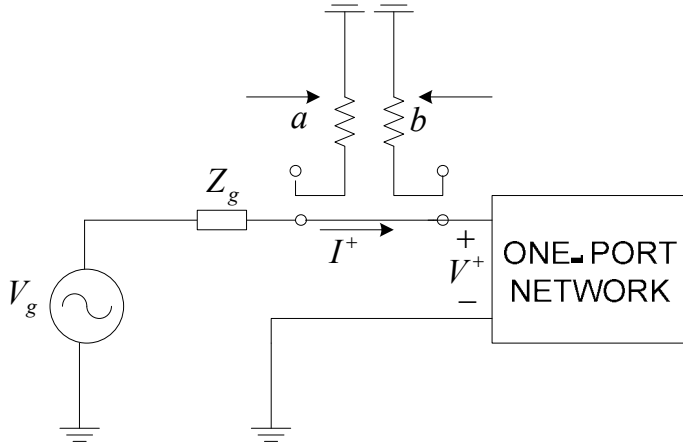 a
b
Z_g
I^+
+
V^+
−
V_g
ONE-PORT
NETWORK